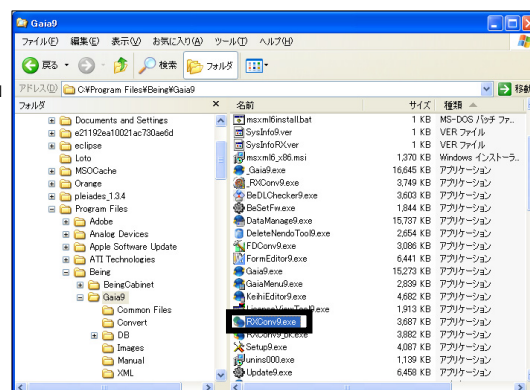 Gaia9
ファイル(F) 編集(E) 表示(V) お気に入り(A) ツール(T) ヘルプ(H)
戻る 検索 フォルダ
アドレス(D) C:¥Program Files¥Being¥Gaia9 移動
フォルダ × 名前 サイズ 種類
Documents and Settings
e21192ea10021ac730ae6d
eclipse
Loto
MSOCache
Orange
pleiades_1.3.4
Program Files
Adobe
Analog Devices
Apple Software Update
ATI Technologies
Being
BeingCabinet
Gaia9
Common Files
Convert
DB
Images
Manual
XML
msxml6install.bat 1 KB MS-DOS バッチ ファ...
SysInfo9.ver 1 KB VER ファイル
SysInfoRX.ver 1 KB VER ファイル
msxml6_x86.msi 1,370 KB Windows インストーラ...
_Gaia9.exe 16,645 KB アプリケーション
_RXConv9.exe 3,749 KB アプリケーション
BeDLChecker9.exe 3,603 KB アプリケーション
BeSetFw.exe 1,844 KB アプリケーション
DataManage9.exe 15,737 KB アプリケーション
DeleteNendoTool9.exe 2,654 KB アプリケーション
FDConv9.exe 3,086 KB アプリケーション
FormEditor9.exe 6,441 KB アプリケーション
Gaia9.exe 15,273 KB アプリケーション
GaiaMenu9.exe 2,839 KB アプリケーション
KeihiEditor9.exe 4,682 KB アプリケーション
LicenseViewTool9.exe 1,913 KB アプリケーション
RXConv9.exe 3,687 KB アプリケーション
RXConv9_bk.exe 3,882 KB アプリケーション
Setup9.exe 4,087 KB アプリケーション
unins000.exe 1,139 KB アプリケーション
Update9.exe 6,458 KB アプリケーション